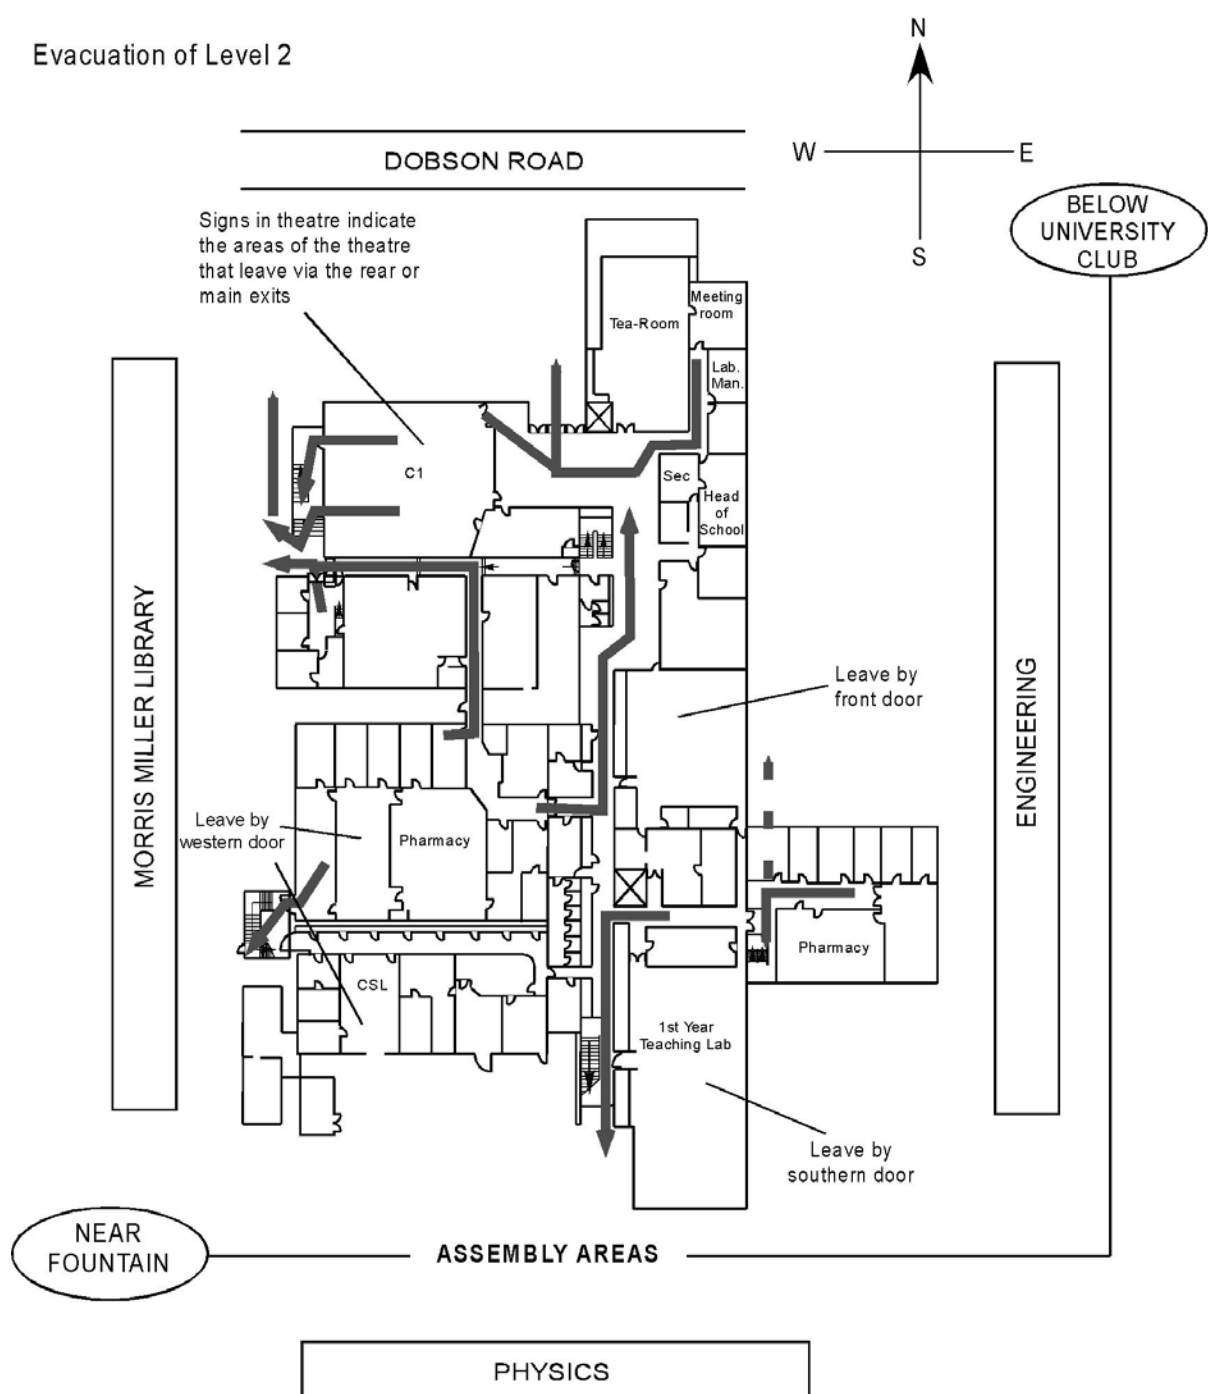 Evacuation of Level 2
N
W
E
S
DOBSON ROAD
Signs in theatre indicate
the areas of the theatre
that leave via the rear or
main exits
BELOW
UNIVERSITY
CLUB
Meeting
room
Tea-Room
Lab.
Man.
C1
Sec
Head
of
School
MORRIS MILLER LIBRARY
ENGINEERING
Leave by
front door
Leave by
western door
Pharmacy
Pharmacy
CSL
1st Year
Teaching Lab
Leave by
southern door
NEAR
FOUNTAIN
ASSEMBLY AREAS
PHYSICS